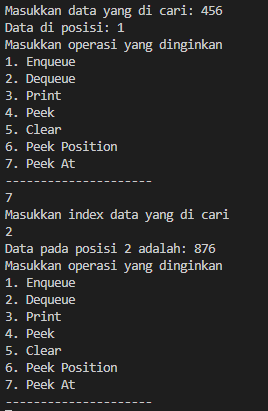 Masukkan data yang di cari: 456
Data di posisi: 1
Masukkan operasi yang dinginkan
1. Enqueue
2. Dequeue
3. Print
4. Peek
5. Clear
6. Peek Position
7. Peek At
---------------------
7
Masukkan index data yang di cari
2
Data pada posisi 2 adalah: 876
Masukkan operasi yang dinginkan
1. Enqueue
2. Dequeue
3. Print
4. Peek
5. Clear
6. Peek Position
7. Peek At
---------------------